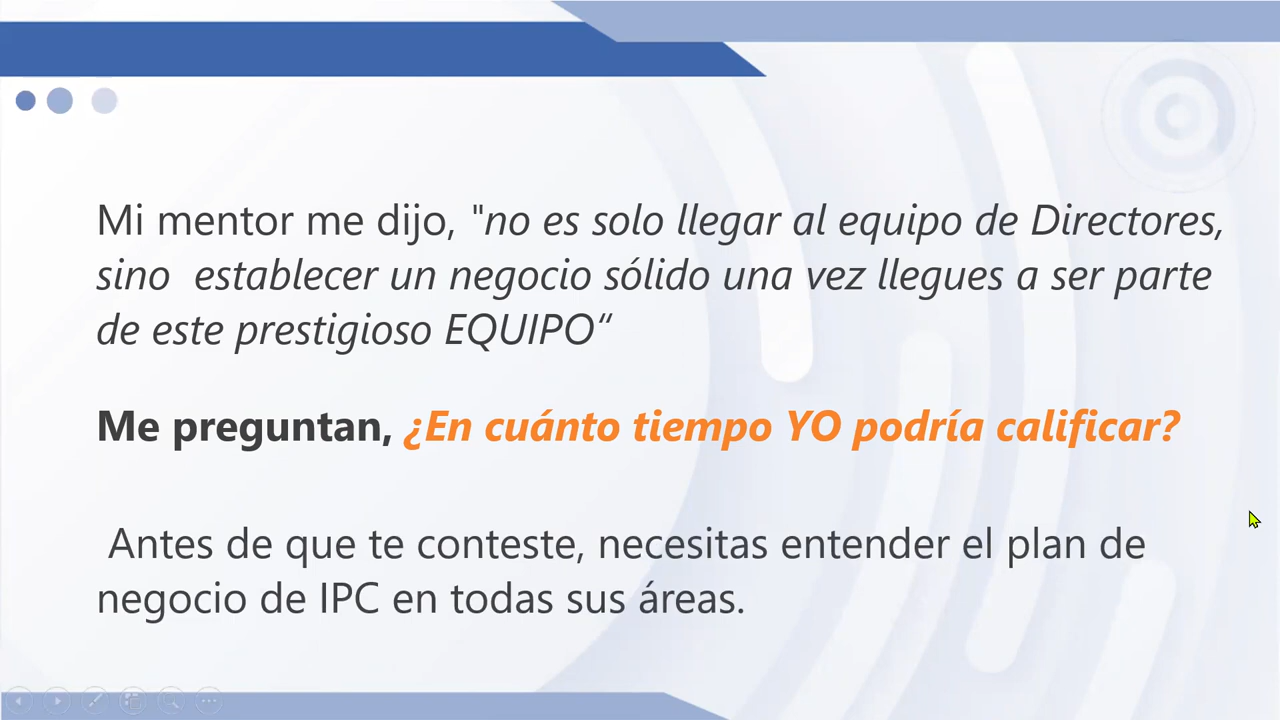 Mi mentor me dijo, "no es solo llegar al equipo de Directores,
sino  establecer un negocio sólido una vez llegues a ser parte
de este prestigioso EQUIPO“
Me preguntan, ¿En cuánto tiempo YO podría calificar?
Antes de que te conteste, necesitas entender el plan de
negocio de IPC en todas sus áreas.